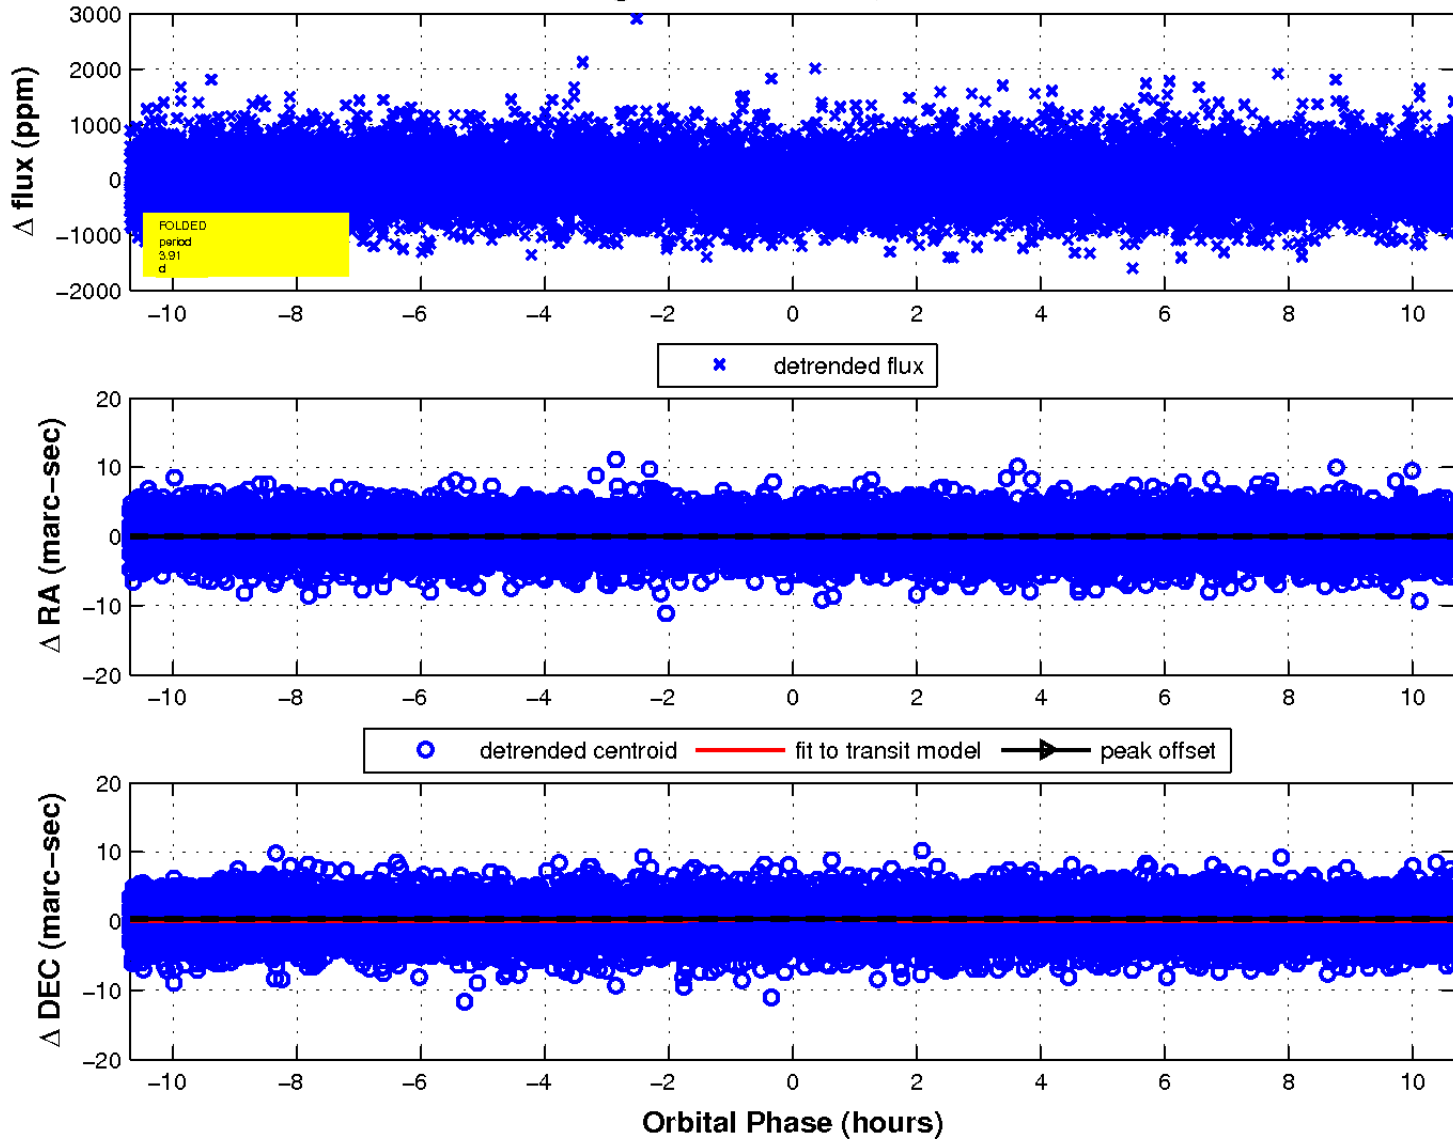 3000
2000
1000
0
−1000
−2000
Δ flux (ppm)
FOLDED
period
3.91
d
−10 −8 −6 −4 −2 0 2 4 6 8 10
detrended flux
20
10
0
−10
−20
Δ RA (marc−sec)
−10 −8 −6 −4 −2 0 2 4 6 8 10
detrended centroid fit to transit model peak offset
20
10
0
−10
−20
Δ DEC (marc−sec)
−10 −8 −6 −4 −2 0 2 4 6 8 10
Orbital Phase (hours)